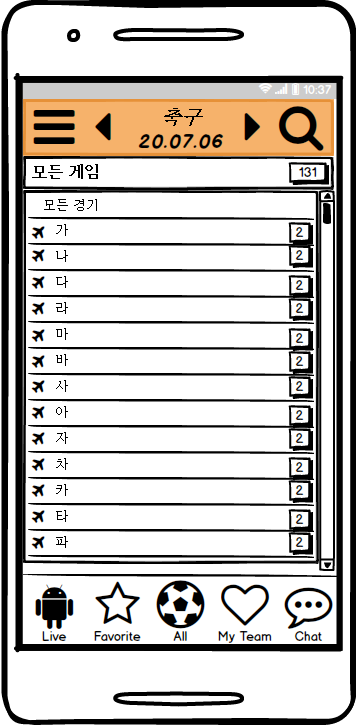 10:37
축구
20.07.06
모든 게임 131
모든 경기
가 2
나 2
다 2
라 2
마 2
바 2
사 2
아 2
자 2
차 2
카 2
타 2
파 2
Live Favorite All My Team Chat